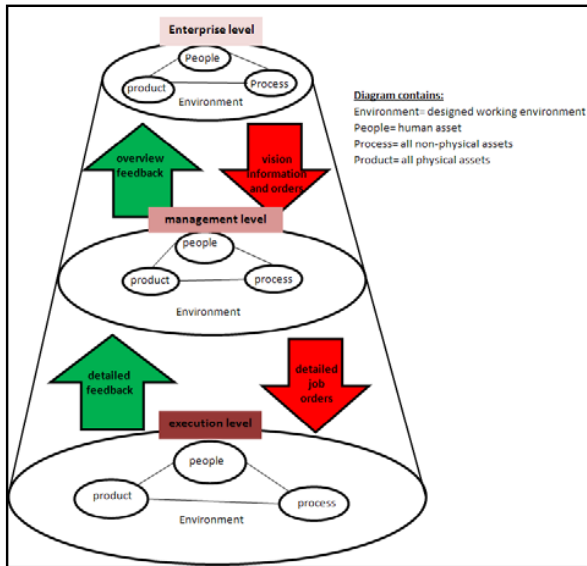 Enterprise level
People
product
Process
Environment
Diagram contains:
Environment= designed working environment
People= human asset
Process= all non-physical assets
Product= all physical assets
overview
feedback
vision
information
and orders
management level
people
product
process
Environment
detailed
feedback
detailed
job
orders
execution level
people
product
process
Environment